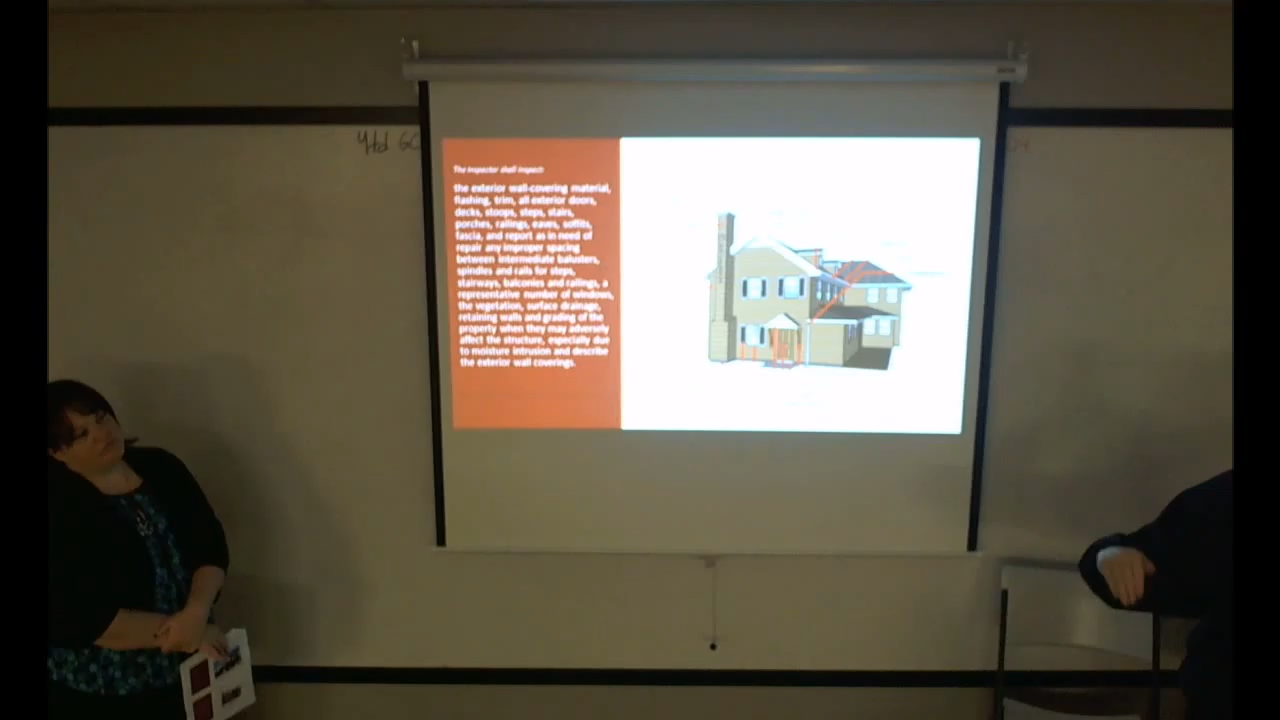 The inspector shall inspect:
the exterior wall-covering material,
flashing, trim, all exterior doors,
decks, stoops, steps, stairs,
porches, railings, eaves, soffits,
fascia, and report as in need of
repair any improper spacing
between intermediate balusters,
spindles and rails for steps,
stairways, balconies and railings, a
representative number of windows,
the vegetation, surface drainage,
retaining walls and grading of the
property when they may adversely
affect the structure, especially due
to moisture intrusion and describe
the exterior wall coverings.